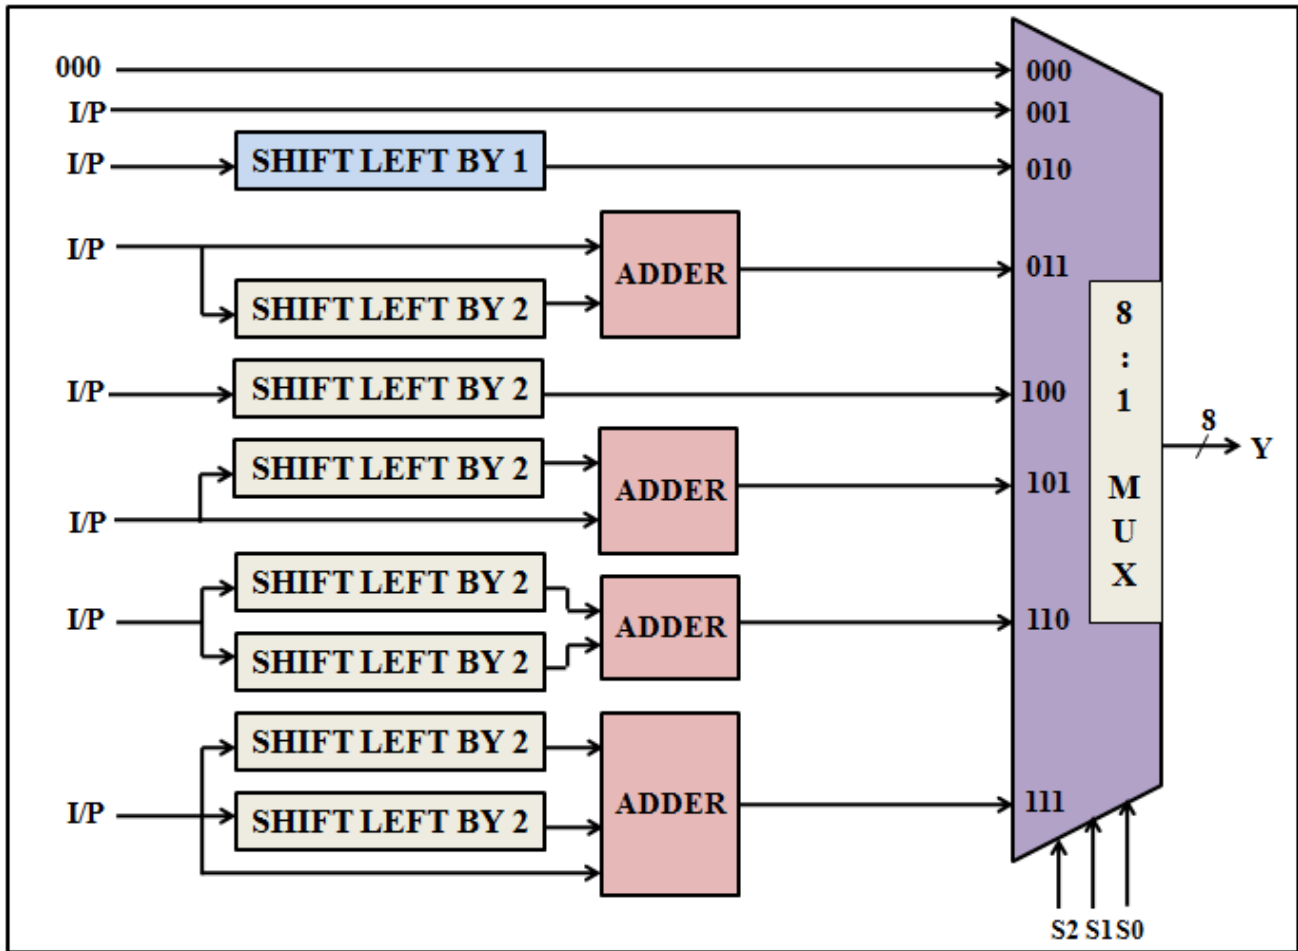 000
000
I/P
001
I/P
SHIFT LEFT BY 1
010
I/P
SHIFT LEFT BY 2
ADDER
011
I/P
SHIFT LEFT BY 2
100
I/P
SHIFT LEFT BY 2
ADDER
101
I/P
SHIFT LEFT BY 2
SHIFT LEFT BY 2
ADDER
110
I/P
SHIFT LEFT BY 2
SHIFT LEFT BY 2
ADDER
111
8
:
1
M
U
X
8
Y
S2 S1 S0